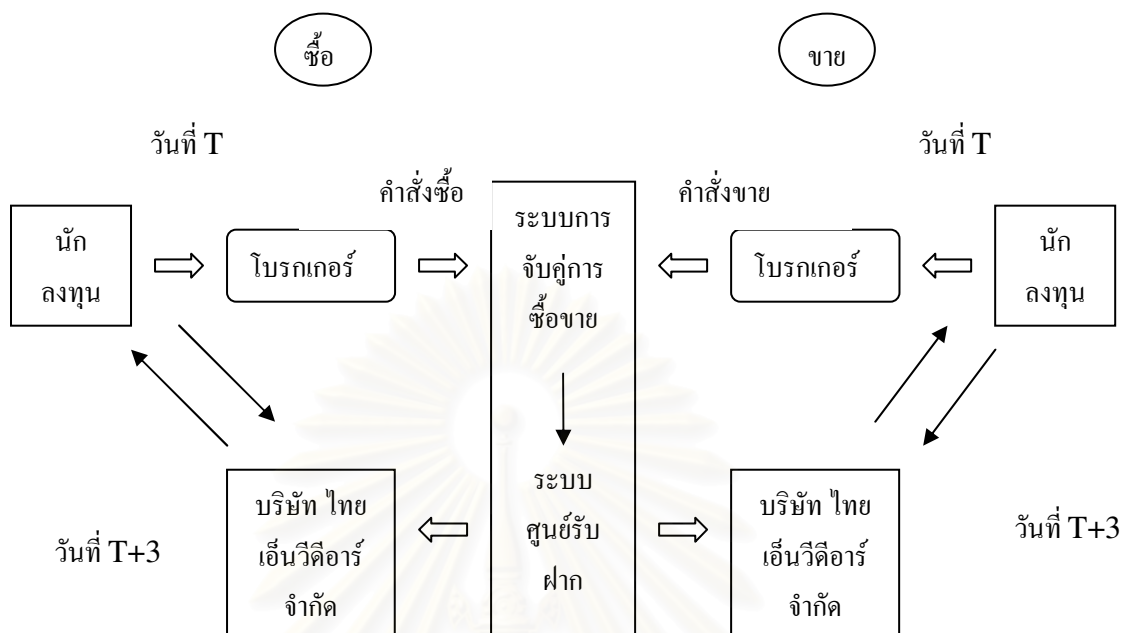 ซื้อ
ขาย
วันที่ T
วันที่ T
คำสั่งซื้อ
คำสั่งขาย
นัก
ลงทุน
โบรกเกอร์
ระบบการ
จับคู่การ
ซื้อขาย
โบรกเกอร์
นัก
ลงทุน
วันที่ T+3
บริษัท ไทย
เอ็นวีดีอาร์
จำกัด
ระบบ
ศูนย์รับ
ฝาก
บริษัท ไทย
เอ็นวีดีอาร์
จำกัด
วันที่ T+3